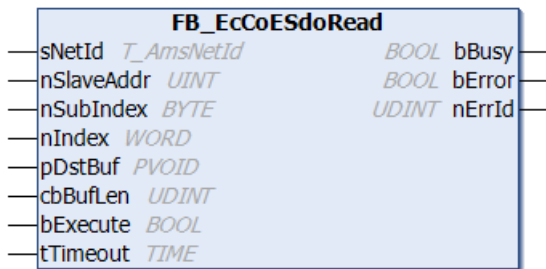 FB_EcCoESdoRead
sNetId T_AmsNetId BOOL bBusy
nSlaveAddr UINT BOOL bError
nSubIndex BYTE UDINT nErrId
nIndex WORD
pDstBuf PVOID
cbBufLen UDINT
bExecute BOOL
tTimeout TIME